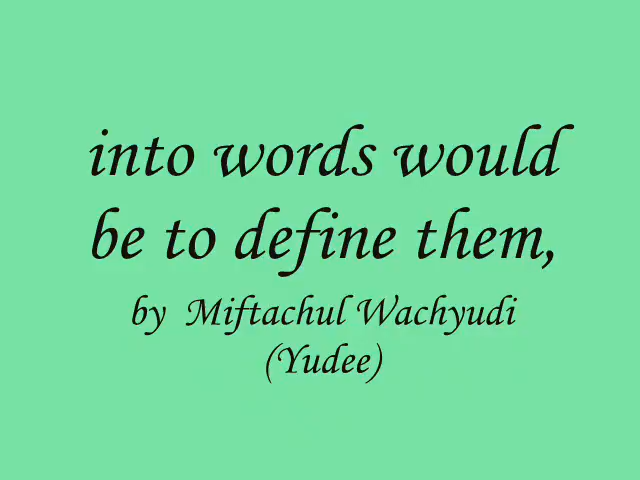 into words would
be to define them,
by Miftachul Wachyudi
(Yudee)